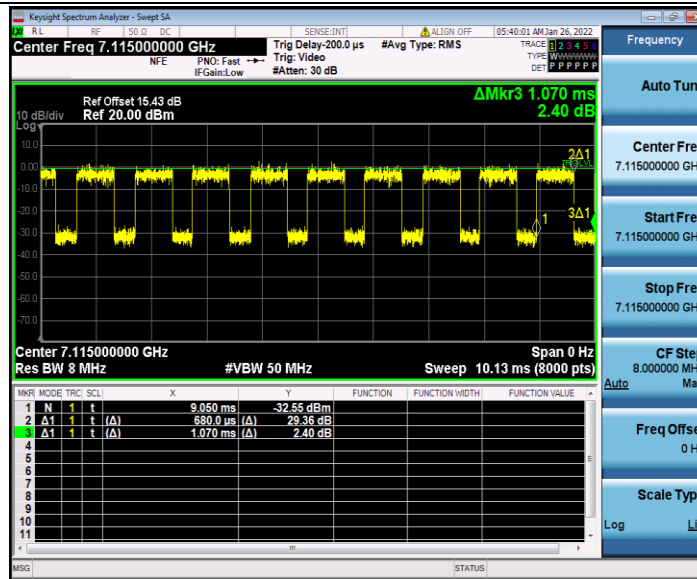 Keysight Spectrum Analyzer - Swept SA
RL RF 50 Ω DC SENSE:INT ALIGN OFF 05:40:01 AM Jan 26, 2022
Center Freq 7.115000000 GHz
NFE PNO: Fast IFGain:Low
Trig Delay-200.0 µs
Trig: Video
#Atten: 30 dB
#Avg Type: RMS
TRACE 1 2 3 4 5 6
TYPE WWWWWW
DET P P P P P P
Ref Offset 15.43 dB
10 dB/div Ref 20.00 dBm
Log
ΔMkr3 1.070 ms
2.40 dB
10.0
0.00
-10.0
-20.0
-30.0
-40.0
-50.0
-60.0
-70.0
2Δ1
TRIG LVL
3Δ1
1
Center 7.115000000 GHz Span 0 Hz
Res BW 8 MHz #VBW 50 MHz Sweep 10.13 ms (8000 pts)
MKR MODE TRC SCL X Y FUNCTION FUNCTION WIDTH FUNCTION VALUE
1 N 1 t 9.050 ms -32.55 dBm
2 Δ1 1 t (Δ) 680.0 µs (Δ) 29.36 dB
3 Δ1 1 t (Δ) 1.070 ms (Δ) 2.40 dB
4
5
6
7
8
9
10
11
MSG STATUS
Frequency
Auto Tun
Center Fre
7.115000000 GH
Start Fre
7.115000000 GH
Stop Fre
7.115000000 GH
CF Ste
8.000000 MH
Auto Ma
Freq Offse
0 H
Scale Typ
Log Li